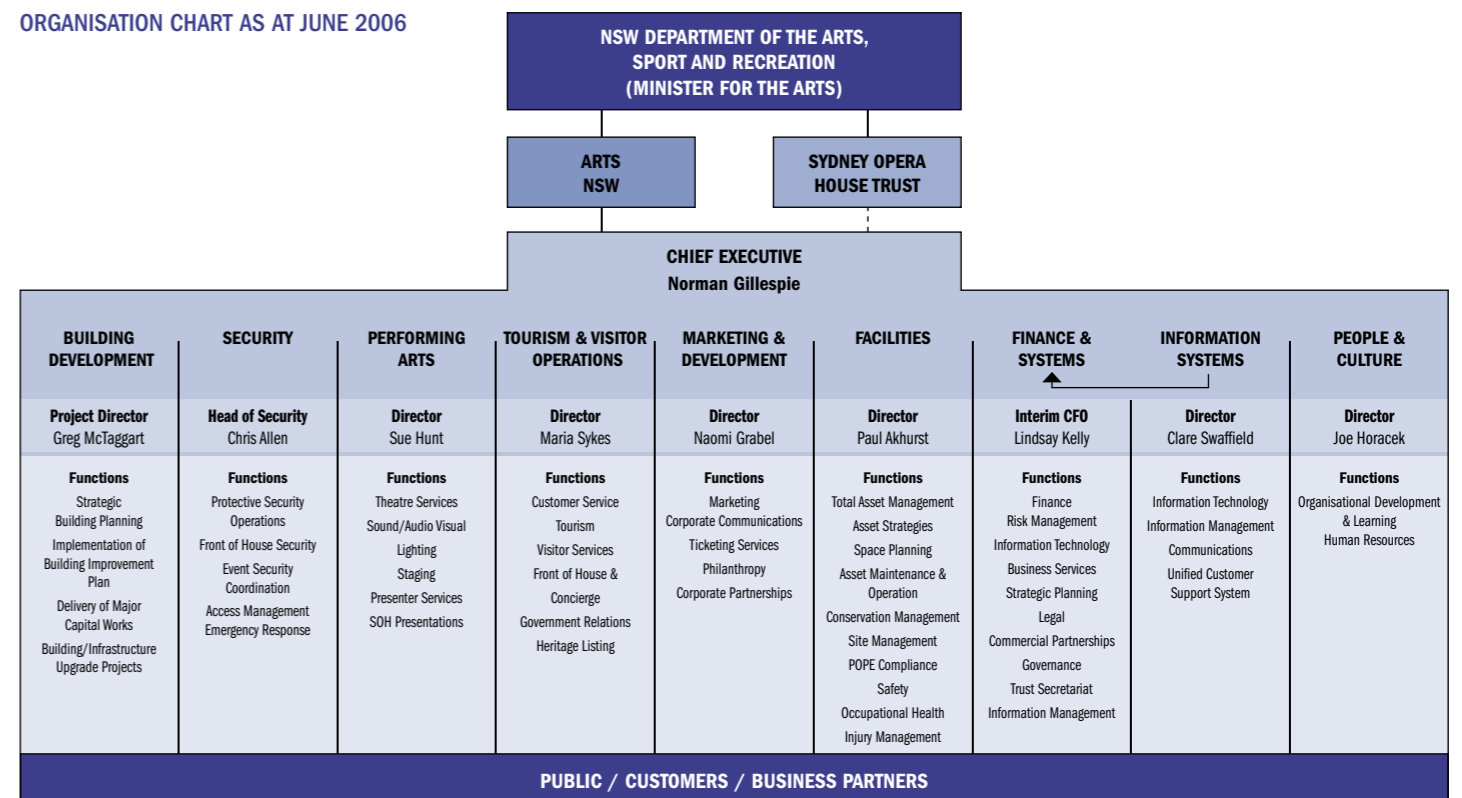 ORGANISATION CHART AS AT JUNE 2006
NSW DEPARTMENT OF THE ARTS,
SPORT AND RECREATION
(MINISTER FOR THE ARTS)
ARTS
NSW
SYDNEY OPERA
HOUSE TRUST
CHIEF EXECUTIVE
Norman Gillespie
BUILDING
DEVELOPMENT
Project Director
Greg McTaggart
Functions
Strategic
Building Planning
Implementation of
Building Improvement
Plan
Delivery of Major
Capital Works
Building/Infrastructure
Upgrade Projects
SECURITY
Head of Security
Chris Allen
Functions
Protective Security
Operations
Front of House Security
Event Security
Coordination
Access Management
Emergency Response
PERFORMING
ARTS
Director
Sue Hunt
Functions
Theatre Services
Sound/Audio Visual
Lighting
Staging
Presenter Services
SOH Presentations
TOURISM & VISITOR
OPERATIONS
Director
Maria Sykes
Functions
Customer Service
Tourism
Visitor Services
Front of House &
Concierge
Government Relations
Heritage Listing
MARKETING &
DEVELOPMENT
Director
Naomi Grabel
Functions
Marketing
Corporate Communications
Ticketing Services
Philanthropy
Corporate Partnerships
FACILITIES
Director
Paul Akhurst
Functions
Total Asset Management
Asset Strategies
Space Planning
Asset Maintenance &
Operation
Conservation Management
Site Management
POPE Compliance
Safety
Occupational Health
Injury Management
FINANCE &
SYSTEMS
Interim CFO
Lindsay Kelly
Functions
Finance
Risk Management
Information Technology
Business Services
Strategic Planning
Legal
Commercial Partnerships
Governance
Trust Secretariat
Information Management
INFORMATION
SYSTEMS
Director
Clare Swaffield
Functions
Information Technology
Information Management
Communications
Unified Customer
Support System
PEOPLE &
CULTURE
Director
Joe Horacek
Functions
Organisational Development
& Learning
Human Resources
PUBLIC / CUSTOMERS / BUSINESS PARTNERS